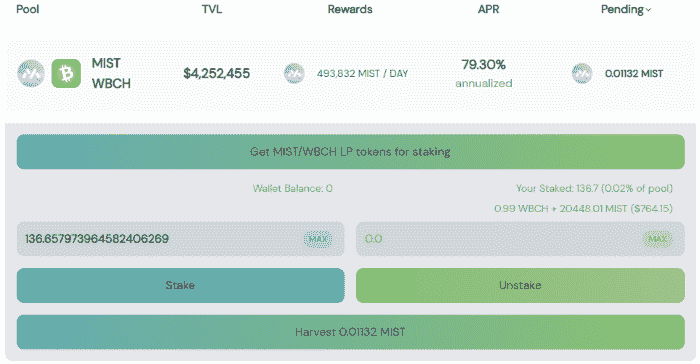 Pool TVL Rewards APR Pending
MIST
WBCH
$4,252,455
493,832 MIST / DAY
79.30%
annualized
0.01132 MIST
Get MIST/WBCH LP tokens for staking
Wallet Balance: 0
Your Staked: 136.7 (0.02% of pool)
0.99 WBCH + 20448.01 MIST ($764.15)
136.657973964582406269 MAX
0.0 MAX
Stake
Unstake
Harvest 0.01132 MIST